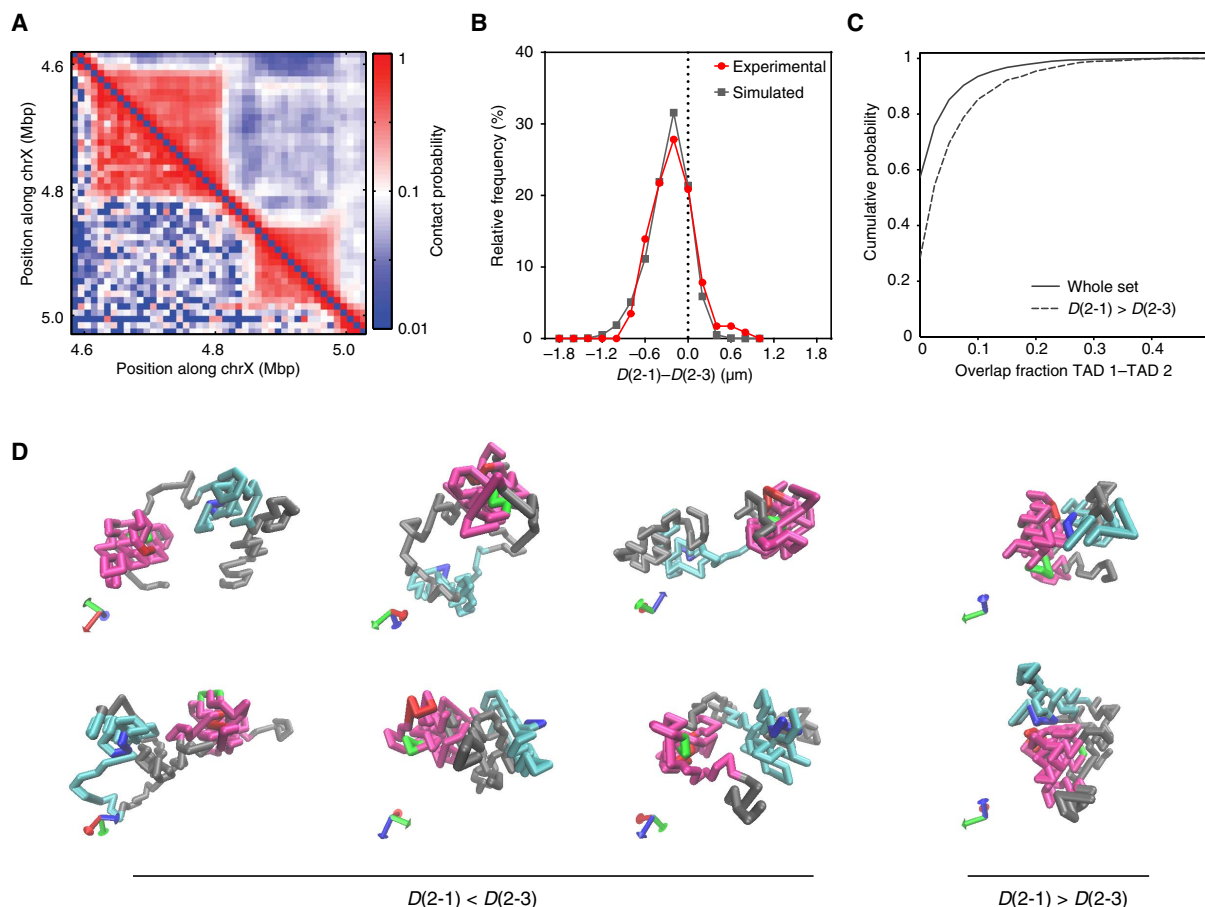 A
4.6
4.8
5.0
Position along chrX (Mbp)
4.6
4.8
5.0
Position along chrX (Mbp)
1
0.1
0.01
Contact probability
B
40
30
20
10
0
Relative frequency (%)
Experimental
Simulated
–1.8
–1.2
–0.6
0.0
0.6
1.2
1.8
D(2-1)–D(2-3) (μm)
C
1
0.8
0.6
0.4
0.2
0
Cumulative probability
Whole set
D(2-1) > D(2-3)
0
0.1
0.2
0.3
0.4
Overlap fraction TAD 1–TAD 2
D
D(2-1) < D(2-3)
D(2-1) > D(2-3)